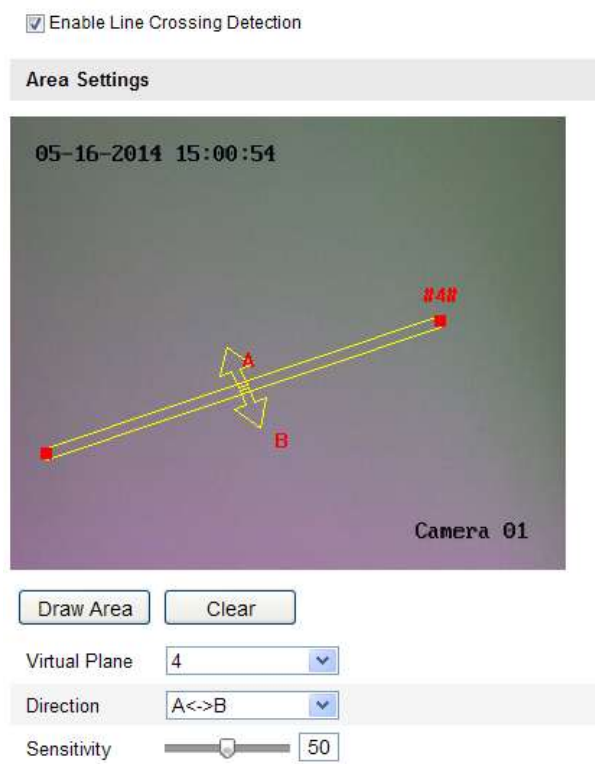 Enable Line Crossing Detection
Area Settings
05-16-2014 15:00:54
#4#
A
B
Camera 01
Draw Area Clear
Virtual Plane 4
Direction A<->B
Sensitivity 50